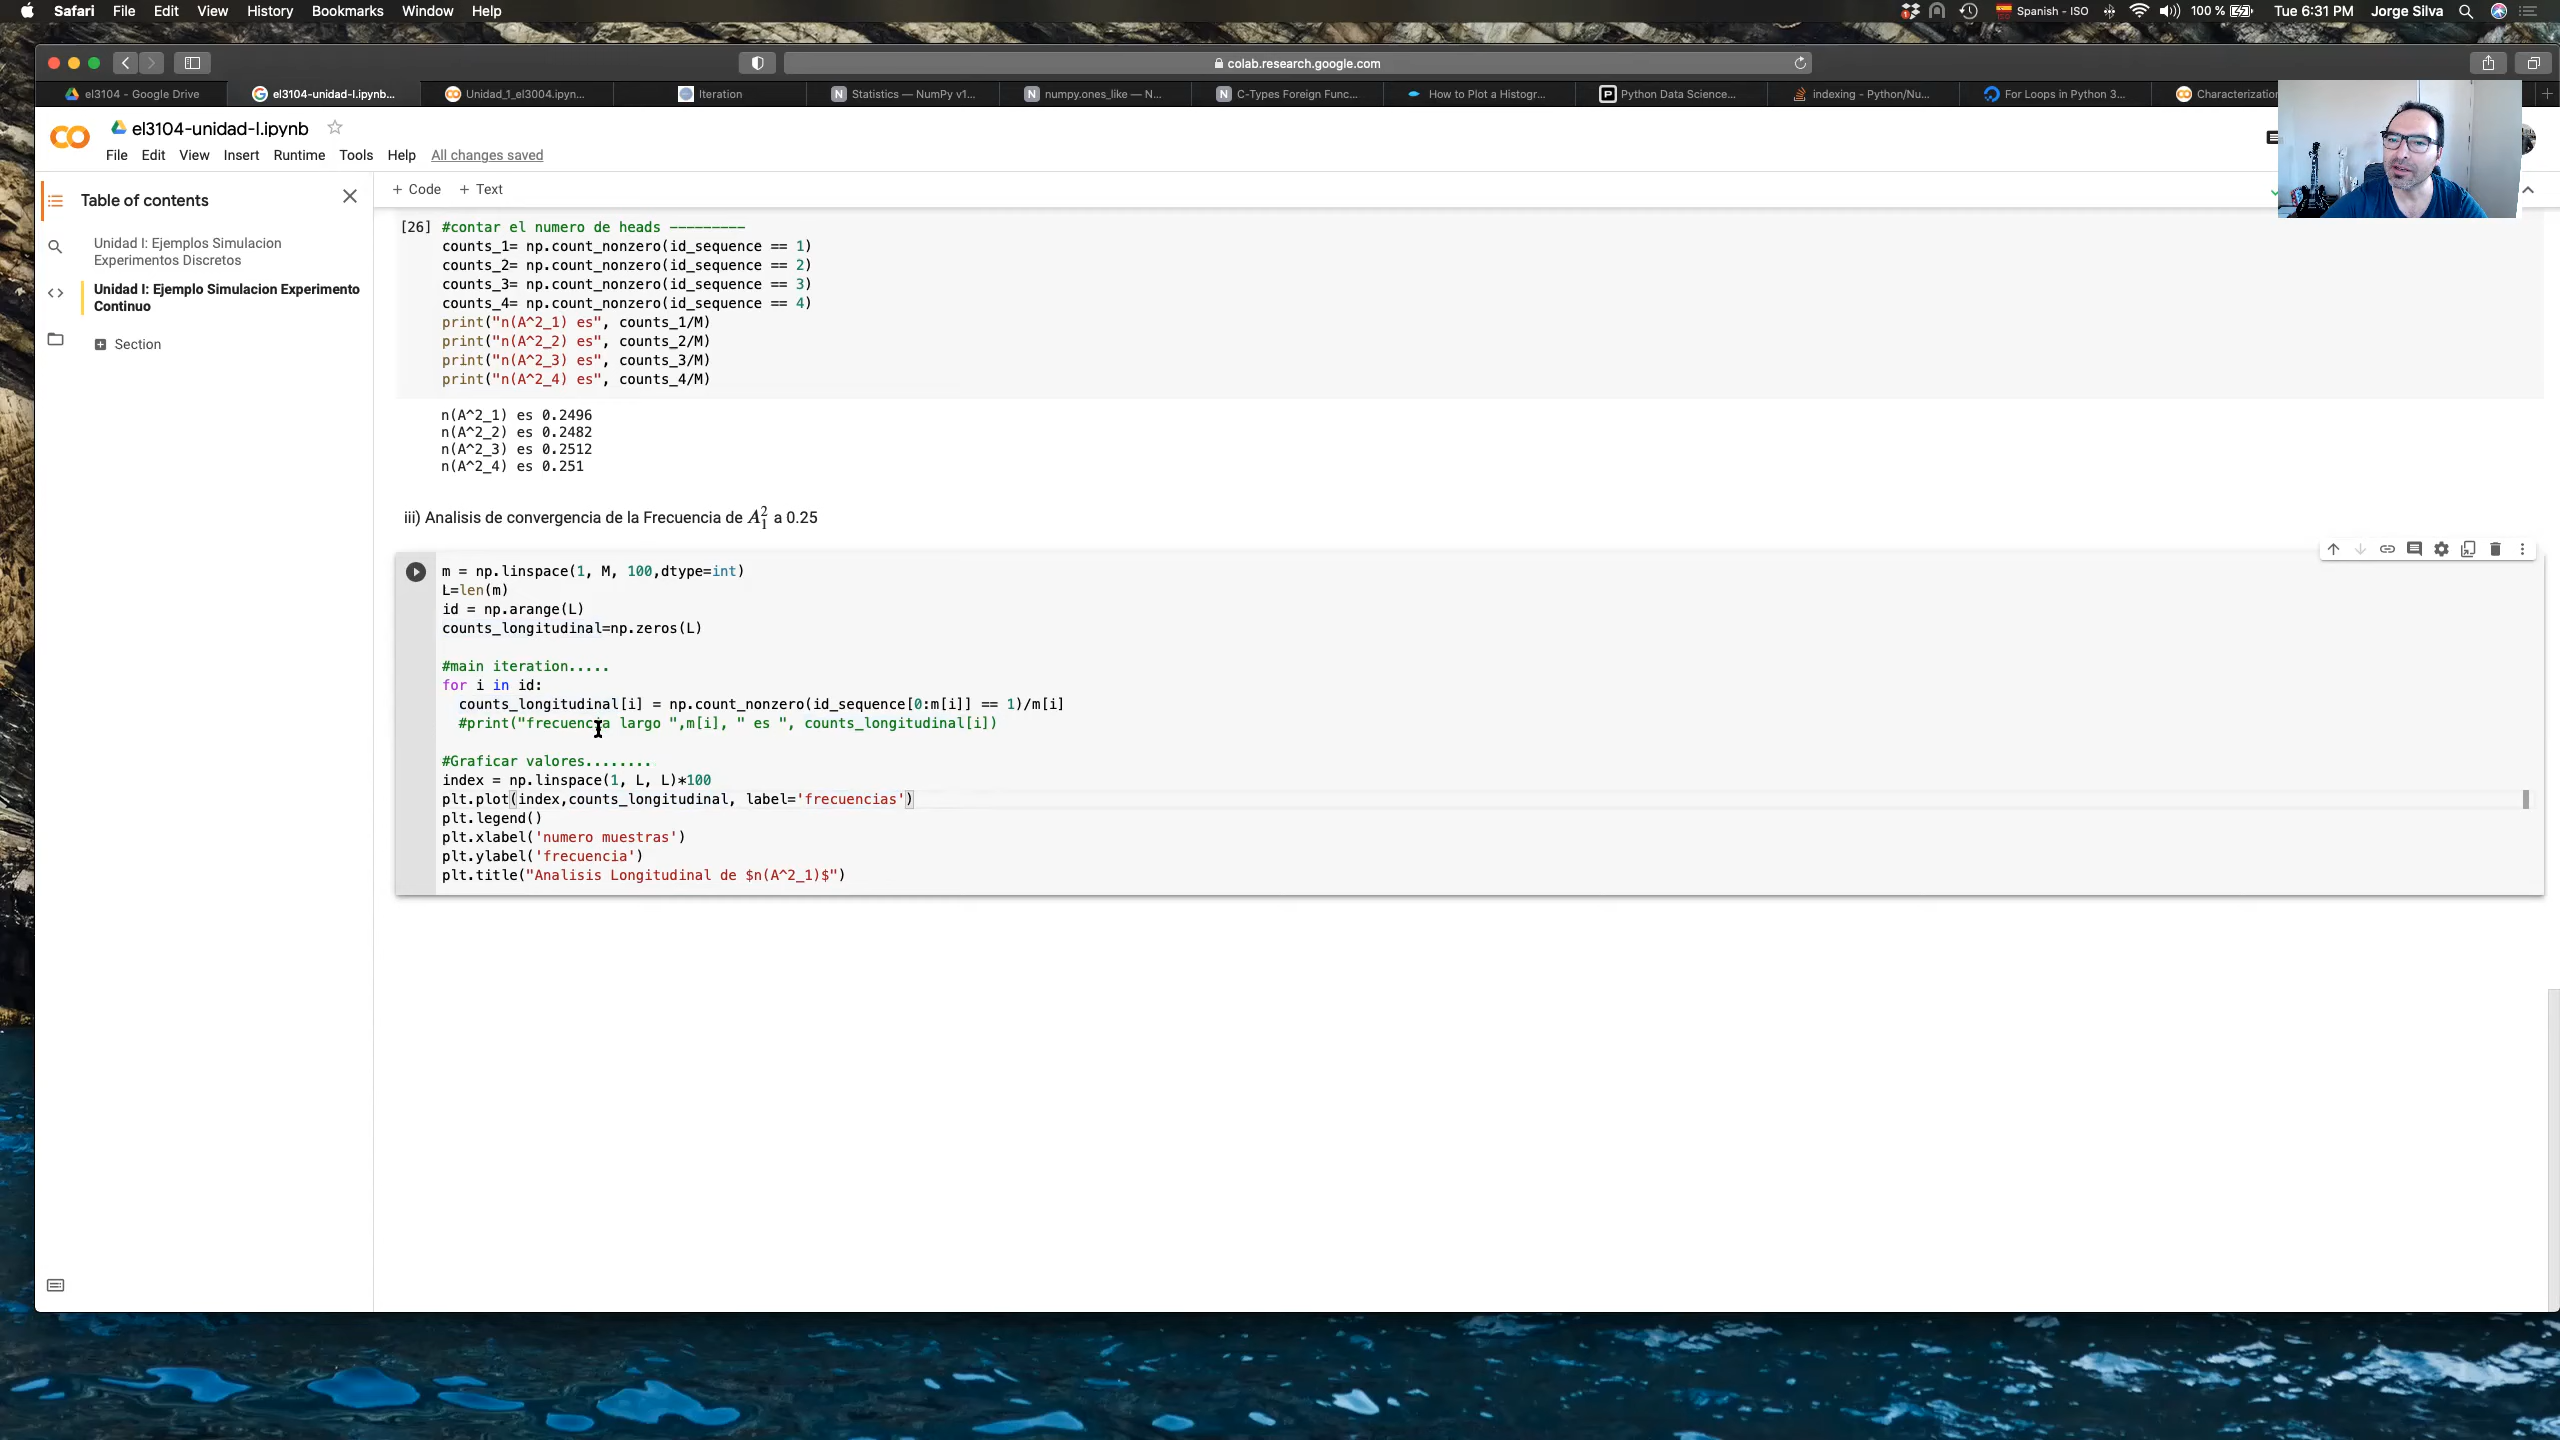 Safari File Edit View History Bookmarks Window Help Spanish - ISO 100 % Tue 6:31 PM Jorge Silva
colab.research.google.com
el3104 - Google Drive el3104-unidad-I.ipynb... Unidad_1_el3004.ipyn... Iteration Statistics — NumPy v1... numpy.ones_like — N... C-Types Foreign Func... How to Plot a Histogr... Python Data Science... indexing - Python/Nu... For Loops in Python 3... Characterization
el3104-unidad-I.ipynb
File Edit View Insert Runtime Tools Help All changes saved
Table of contents
Unidad I: Ejemplos Simulacion
Experimentos Discretos
Unidad I: Ejemplo Simulacion Experimento
Continuo
Section
+ Code + Text
[26] #contar el numero de heads ---------
counts_1= np.count_nonzero(id_sequence == 1)
counts_2= np.count_nonzero(id_sequence == 2)
counts_3= np.count_nonzero(id_sequence == 3)
counts_4= np.count_nonzero(id_sequence == 4)
print("n(A^2_1) es", counts_1/M)
print("n(A^2_2) es", counts_2/M)
print("n(A^2_3) es", counts_3/M)
print("n(A^2_4) es", counts_4/M)
n(A^2_1) es 0.2496
n(A^2_2) es 0.2482
n(A^2_3) es 0.2512
n(A^2_4) es 0.251
iii) Analisis de convergencia de la Frecuencia de A_1^2 a 0.25
m = np.linspace(1, M, 100,dtype=int)
L=len(m)
id = np.arange(L)
counts_longitudinal=np.zeros(L)
#main iteration.....
for i in id:
counts_longitudinal[i] = np.count_nonzero(id_sequence[0:m[i]] == 1)/m[i]
#print("frecuencia largo ",m[i], " es ", counts_longitudinal[i])
#Graficar valores........
index = np.linspace(1, L, L)*100
plt.plot(index,counts_longitudinal, label='frecuencias')
plt.legend()
plt.xlabel('numero muestras')
plt.ylabel('frecuencia')
plt.title("Analisis Longitudinal de $n(A^2_1)$")